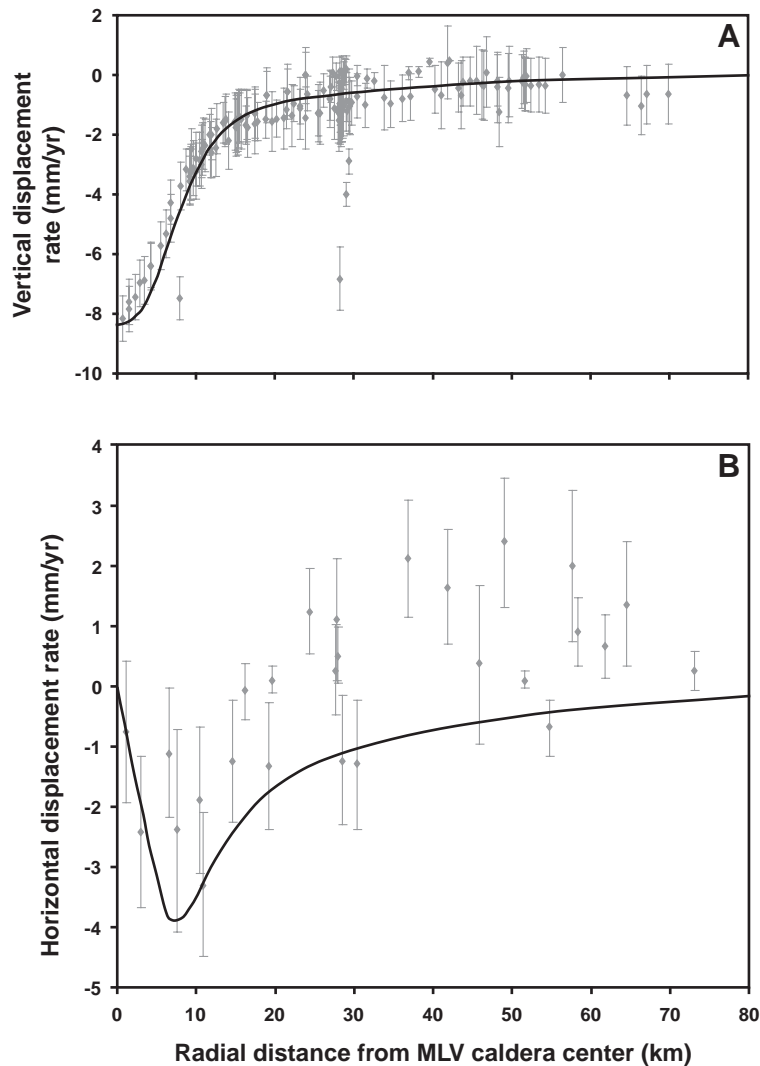 A
Vertical displacement
rate (mm/yr)
2
0
-2
-4
-6
-8
-10
B
Horizontal displacement rate (mm/yr)
4
3
2
1
0
-1
-2
-3
-4
-5
0 10 20 30 40 50 60 70 80
Radial distance from MLV caldera center (km)